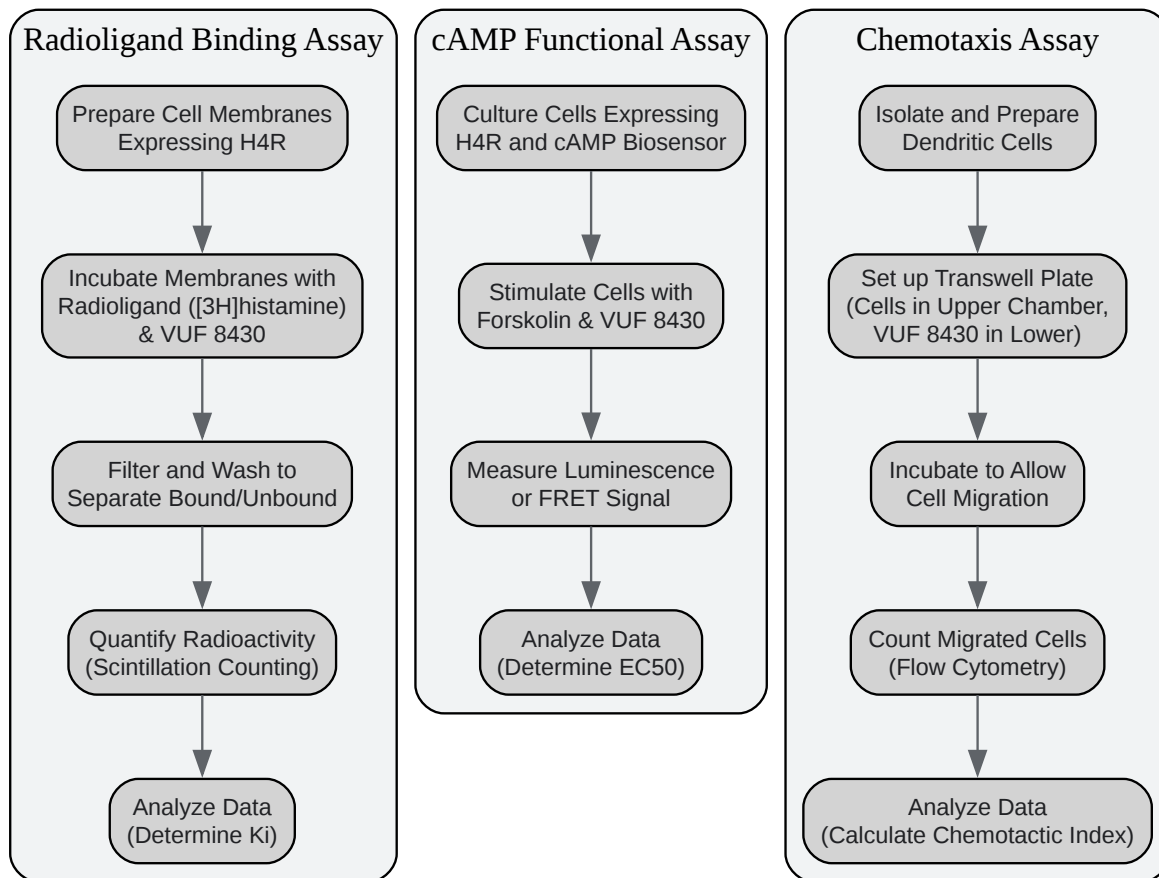 Radioligand Binding Assay
Prepare Cell Membranes
Expressing H4R
Incubate Membranes with
Radioligand ([3H]histamine)
& VUF 8430
Filter and Wash to
Separate Bound/Unbound
Quantify Radioactivity
(Scintillation Counting)
Analyze Data
(Determine Ki)
cAMP Functional Assay
Culture Cells Expressing
H4R and cAMP Biosensor
Stimulate Cells with
Forskolin & VUF 8430
Measure Luminescence
or FRET Signal
Analyze Data
(Determine EC50)
Chemotaxis Assay
Isolate and Prepare
Dendritic Cells
Set up Transwell Plate
(Cells in Upper Chamber,
VUF 8430 in Lower)
Incubate to Allow
Cell Migration
Count Migrated Cells
(Flow Cytometry)
Analyze Data
(Calculate Chemotactic Index)